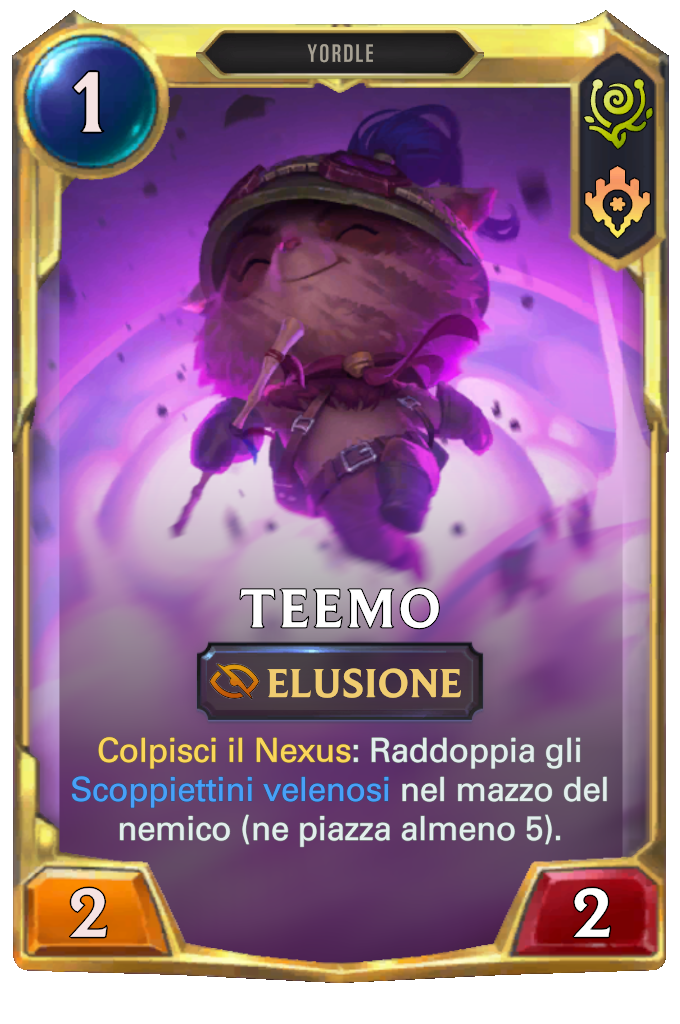 YORDLE
1
TEEMO
ELUSIONE
Colpisci il Nexus: Raddoppia gli
Scoppiettini velenosi nel mazzo del
nemico (ne piazza almeno 5).
2
2